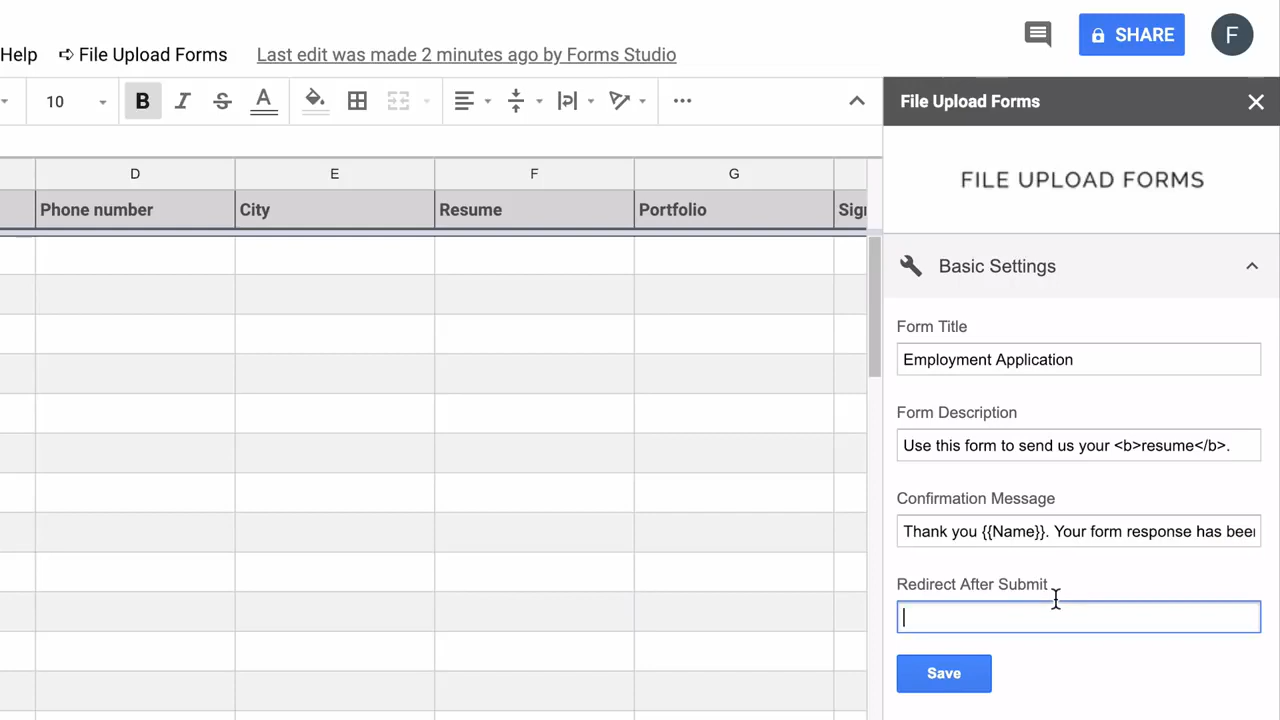 SHARE
F
Help
File Upload Forms
Last edit was made 2 minutes ago by Forms Studio
10
B
I
S
A
File Upload Forms
FILE UPLOAD FORMS
D
E
F
G
Phone number
City
Resume
Portfolio
Basic Settings
Form Title
Employment Application
Form Description
Use this form to send us your <b>resume</b>.
Confirmation Message
Thank you {{Name}}. Your form response has been
Redirect After Submit
Save